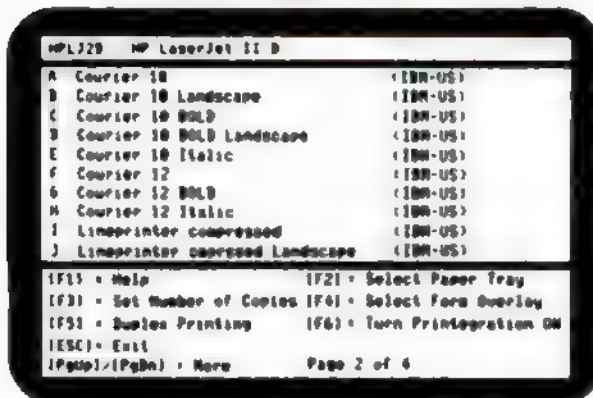 HPLJ2D HP LaserJet II D
A Courier 10 (IBM-US)
B Courier 10 Landscape (IBM-US)
C Courier 10 BOLD (IBM-US)
D Courier 10 BOLD Landscape (IBM-US)
E Courier 10 Italic (IBM-US)
F Courier 12 (IBM-US)
G Courier 12 BOLD (IBM-US)
H Courier 12 Italic (IBM-US)
I Lineprinter compressed (IBM-US)
J Lineprinter copressed Landscape (IBM-US)
[F1] = Help [F2] = Select Paper Tray
[F3] = Set Number of Copies [F4] = Select Form Overlay
[F5] = Duplex Printing [F6] = Turn Printegration ON
[ESC] = Exit
[PgUp]/[PgDn] = More Page 2 of 6